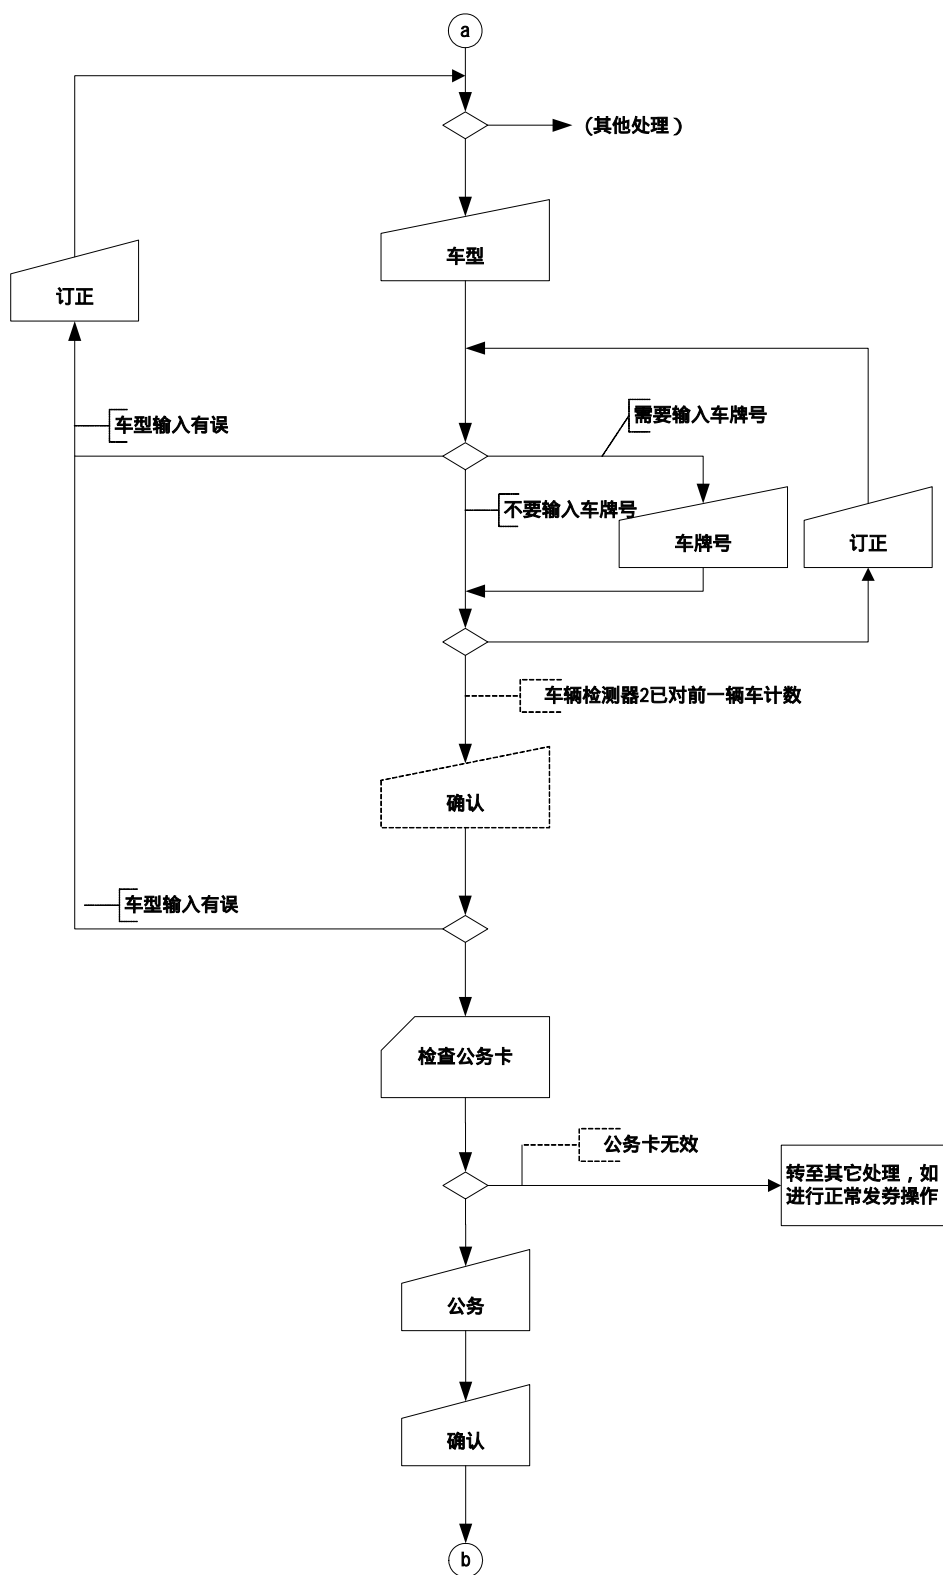 a
（其他处理）
车型
订正
车型输入有误
需要输入车牌号
不要输入车牌号
车牌号
订正
车辆检测器2已对前一辆车计数
确认
车型输入有误
检查公务卡
公务卡无效
转至其它处理，如
进行正常发券操作
公务
确认
b